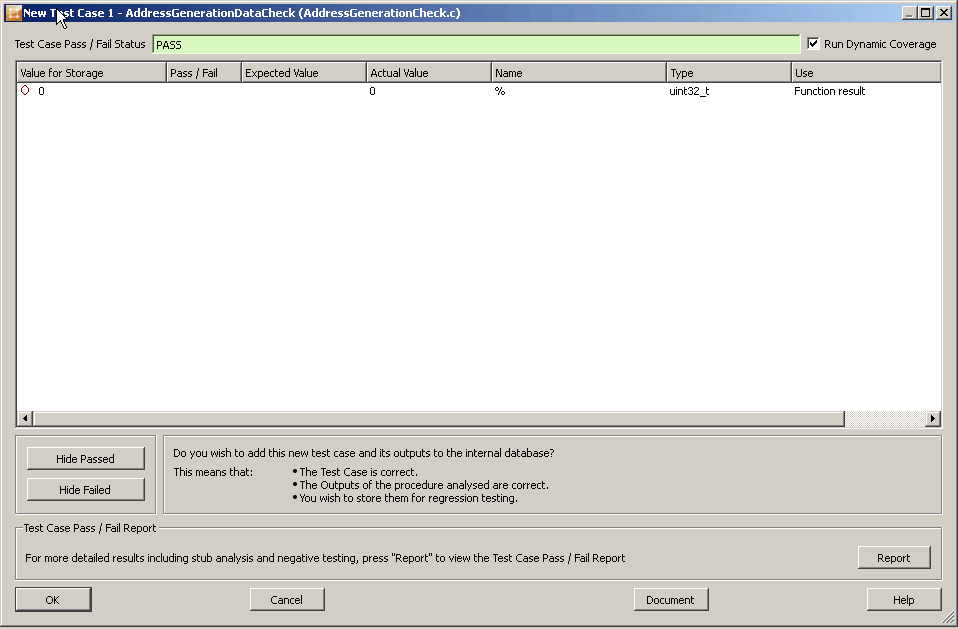 New Test Case 1 - AddressGenerationDataCheck (AddressGenerationCheck.c)
Test Case Pass / Fail Status PASS Run Dynamic Coverage
Value for Storage Pass / Fail Expected Value Actual Value Name Type Use
0 0 % uint32_t Function result
Hide Passed
Hide Failed
Do you wish to add this new test case and its outputs to the internal database?
This means that: • The Test Case is correct.
• The Outputs of the procedure analysed are correct.
• You wish to store them for regression testing.
Test Case Pass / Fail Report
For more detailed results including stub analysis and negative testing, press "Report" to view the Test Case Pass / Fail Report Report
OK Cancel Document Help